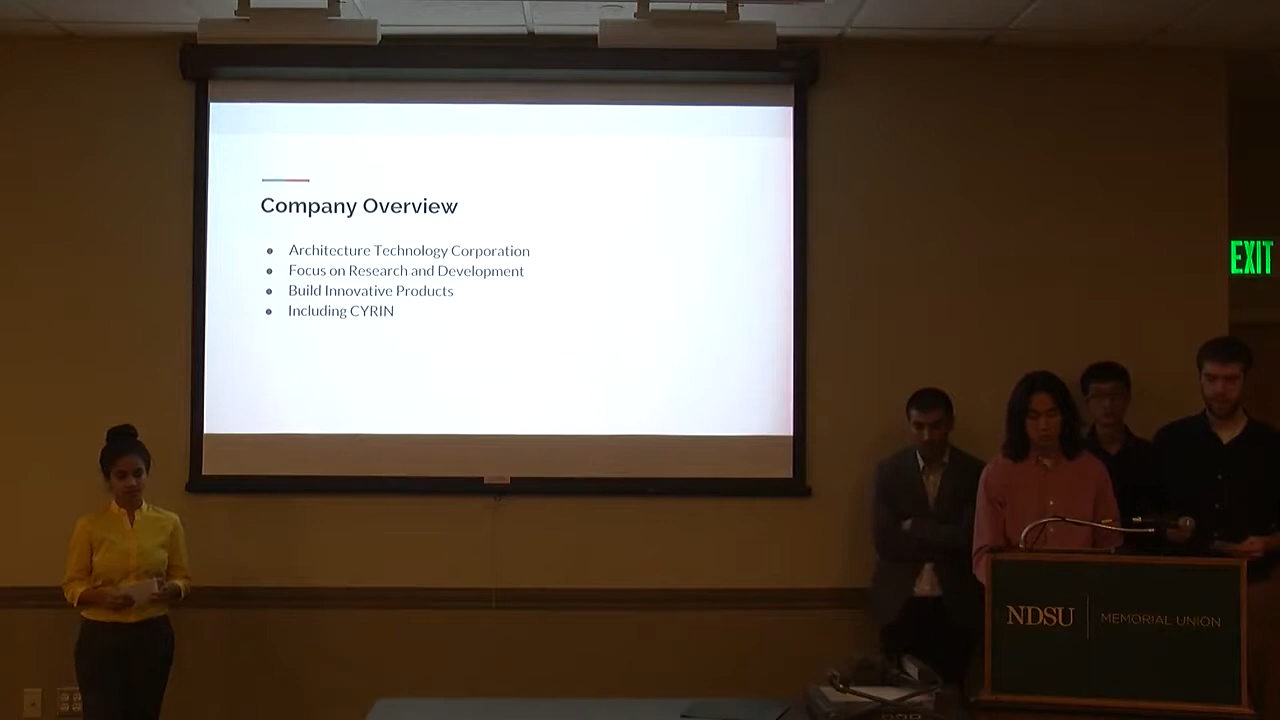 Company Overview
Architecture Technology Corporation
Focus on Research and Development
Build Innovative Products
Including CYRIN
EXIT
NDSU MEMORIAL UNION